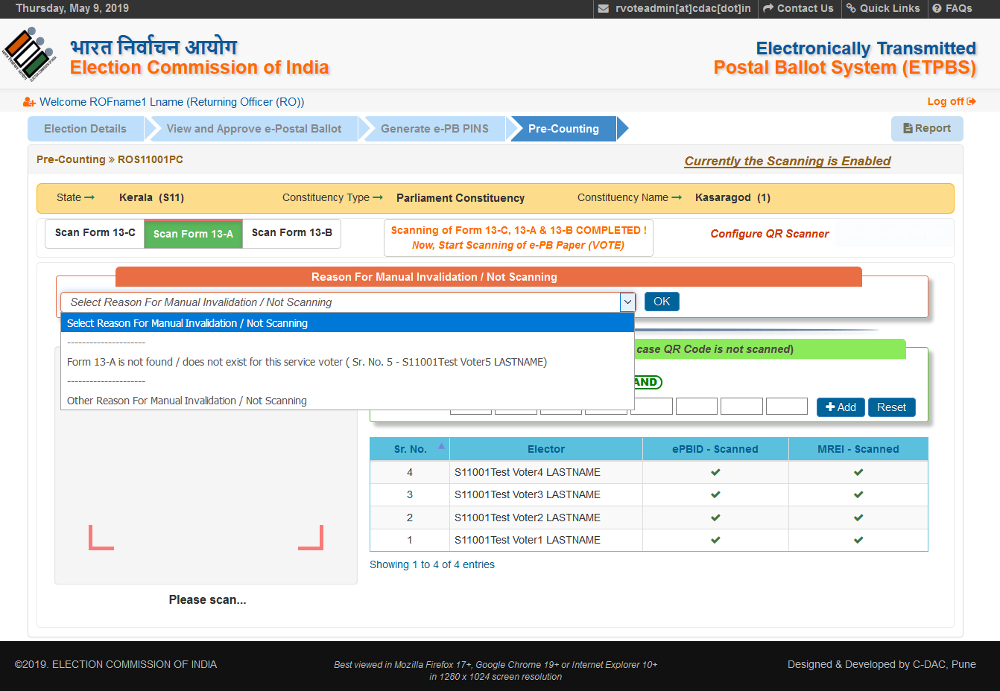 Thursday, May 9, 2019
rvoteadmin[at]cdac[dot]in
Contact Us
Quick Links
FAQs
भारत निर्वाचन आयोग
Election Commission of India
Electronically Transmitted
Postal Ballot System (ETPBS)
Welcome ROFname1 Lname (Returning Officer (RO))
Log off
Election Details
View and Approve e-Postal Ballot
Generate e-PB PINS
Pre-Counting
Report
Pre-Counting » ROS11001PC
Currently the Scanning is Enabled
State → Kerala (S11)
Constituency Type → Parliament Constituency
Constituency Name → Kasaragod (1)
Scan Form 13-C
Scan Form 13-A
Scan Form 13-B
Scanning of Form 13-C, 13-A & 13-B COMPLETED !
Now, Start Scanning of e-PB Paper (VOTE)
Configure QR Scanner
Reason For Manual Invalidation / Not Scanning
Select Reason For Manual Invalidation / Not Scanning
OK
Select Reason For Manual Invalidation / Not Scanning
---------------------
Form 13-A is not found / does not exist for this service voter ( Sr. No. 5 - S11001Test Voter5 LASTNAME)
---------------------
Other Reason For Manual Invalidation / Not Scanning
case QR Code is not scanned)
AND
Add
Reset
Sr. No. Elector ePBID - Scanned MREI - Scanned
4 S11001Test Voter4 LASTNAME ✔ ✔
3 S11001Test Voter3 LASTNAME ✔ ✔
2 S11001Test Voter2 LASTNAME ✔ ✔
1 S11001Test Voter1 LASTNAME ✔ ✔
Showing 1 to 4 of 4 entries
Please scan...
©2019. ELECTION COMMISSION OF INDIA
Best viewed in Mozilla Firefox 17+, Google Chrome 19+ or Internet Explorer 10+
in 1280 x 1024 screen resolution
Designed & Developed by C-DAC, Pune